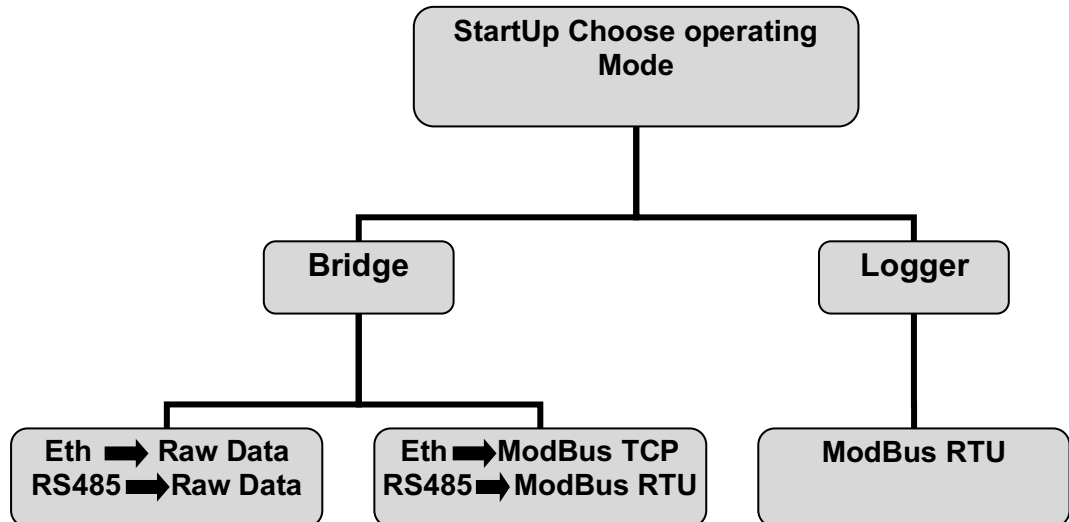 StartUp Choose operating
Mode
Bridge
Logger
Eth ➡ Raw Data
RS485 ➡ Raw Data
Eth ➡ ModBus TCP
RS485 ➡ ModBus RTU
ModBus RTU